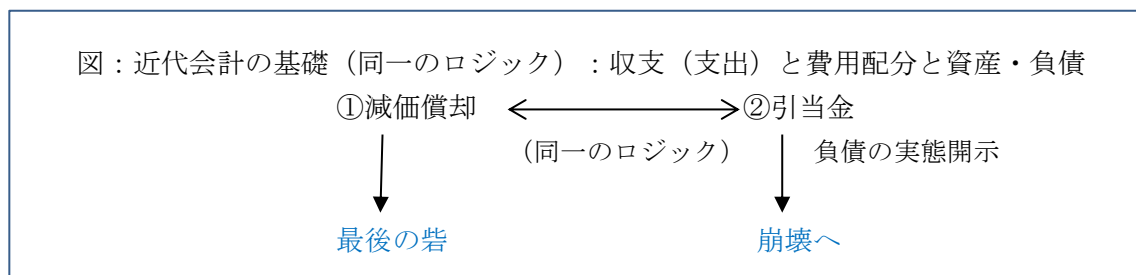 図：近代会計の基礎（同一のロジック）：収支（支出）と費用配分と資産・負債
①減価償却 ②引当金
（同一のロジック） 負債の実態開示
最後の砦 崩壊へ